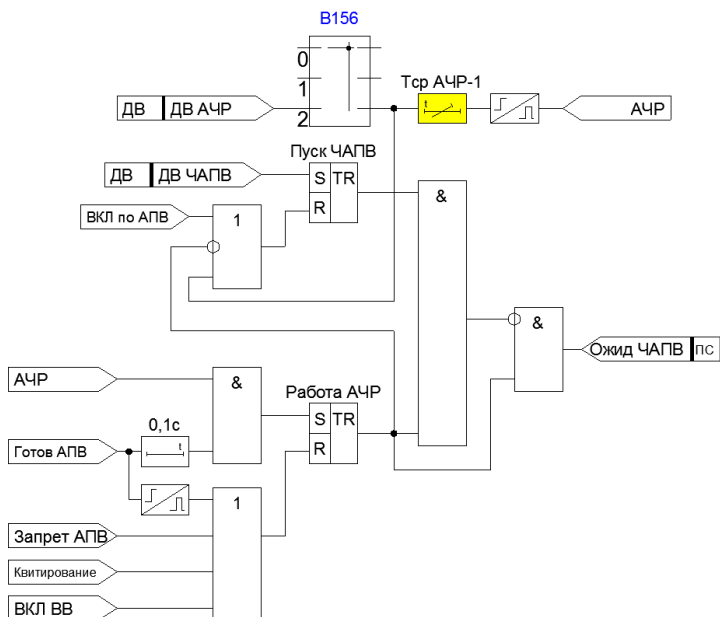 В156
0
1
2
ДВ ДВ АЧР
Тср АЧР-1
t
АЧР
Пуск ЧАПВ
ДВ ДВ ЧАПВ
S TR
R
&
ВКЛ по АПВ
1
&
Ожид ЧАПВ ПС
АЧР
&
Работа АЧР
S TR
R
0,1с
Готов АПВ
t
1
Запрет АПВ
Квитирование
ВКЛ ВВ